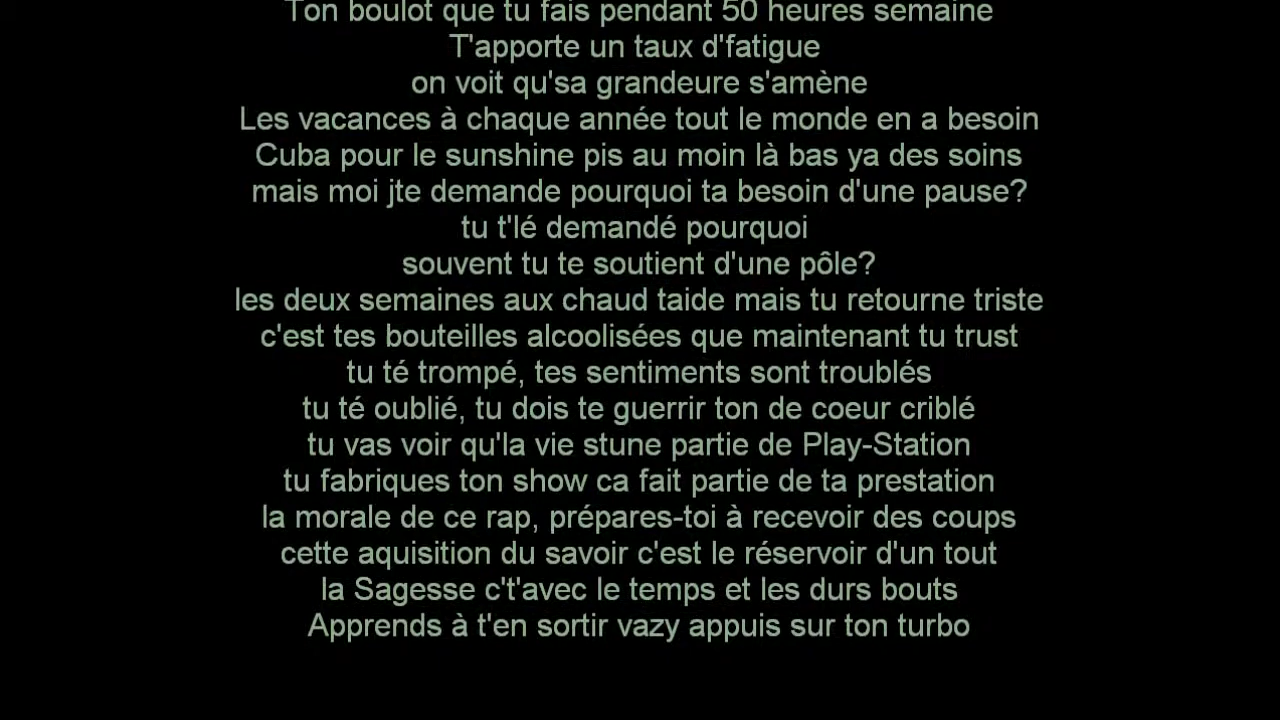 Ton boulot que tu fais pendant 50 heures semaine
T'apporte un taux d'fatigue
on voit qu'sa grandeure s'amène
Les vacances à chaque année tout le monde en a besoin
Cuba pour le sunshine pis au moin là bas ya des soins
mais moi jte demande pourquoi ta besoin d'une pause?
tu t'lé demandé pourquoi
souvent tu te soutient d'une pôle?
les deux semaines aux chaud taide mais tu retourne triste
c'est tes bouteilles alcoolisées que maintenant tu trust
tu té trompé, tes sentiments sont troublés
tu té oublié, tu dois te guerrir ton de coeur criblé
tu vas voir qu'la vie stune partie de Play-Station
tu fabriques ton show ca fait partie de ta prestation
la morale de ce rap, prépares-toi à recevoir des coups
cette aquisition du savoir c'est le réservoir d'un tout
la Sagesse c't'avec le temps et les durs bouts
Apprends à t'en sortir vazy appuis sur ton turbo